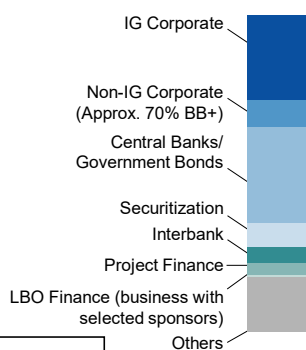 IG Corporate
Non-IG Corporate
(Approx. 70% BB+)
Central Banks/
Government Bonds
Securitization
Interbank
Project Finance
LBO Finance (business with
selected sponsors)
Others